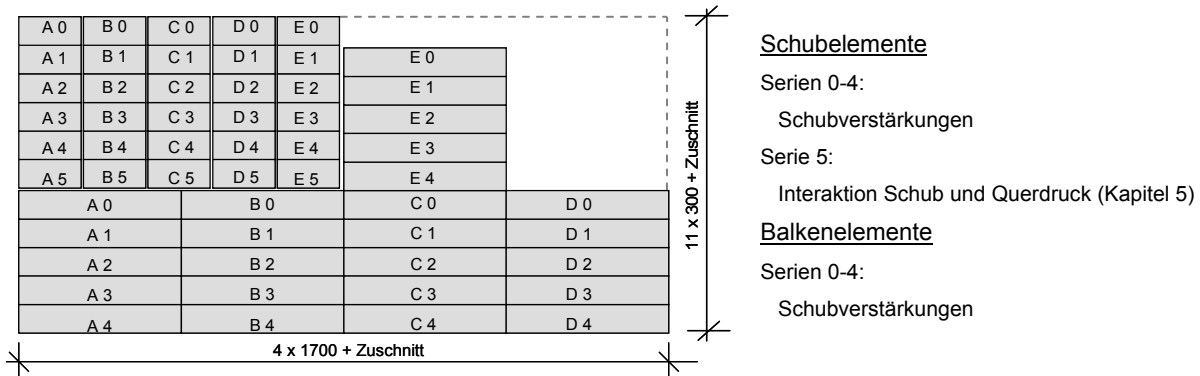 A 0 B 0 C 0 D 0 E 0
A 1 B 1 C 1 D 1 E 1 E 0
A 2 B 2 C 2 D 2 E 2 E 1
A 3 B 3 C 3 D 3 E 3 E 2
A 4 B 4 C 4 D 4 E 4 E 3
A 5 B 5 C 5 D 5 E 5 E 4
A 0 B 0 C 0 D 0
A 1 B 1 C 1 D 1
A 2 B 2 C 2 D 2
A 3 B 3 C 3 D 3
A 4 B 4 C 4 D 4
4 x 1700 + Zuschnitt
11 x 300 + Zuschnitt
Schubelemente
Serien 0-4:
Schubverstärkungen
Serie 5:
Interaktion Schub und Querdruck (Kapitel 5)
Balkenelemente
Serien 0-4:
Schubverstärkungen